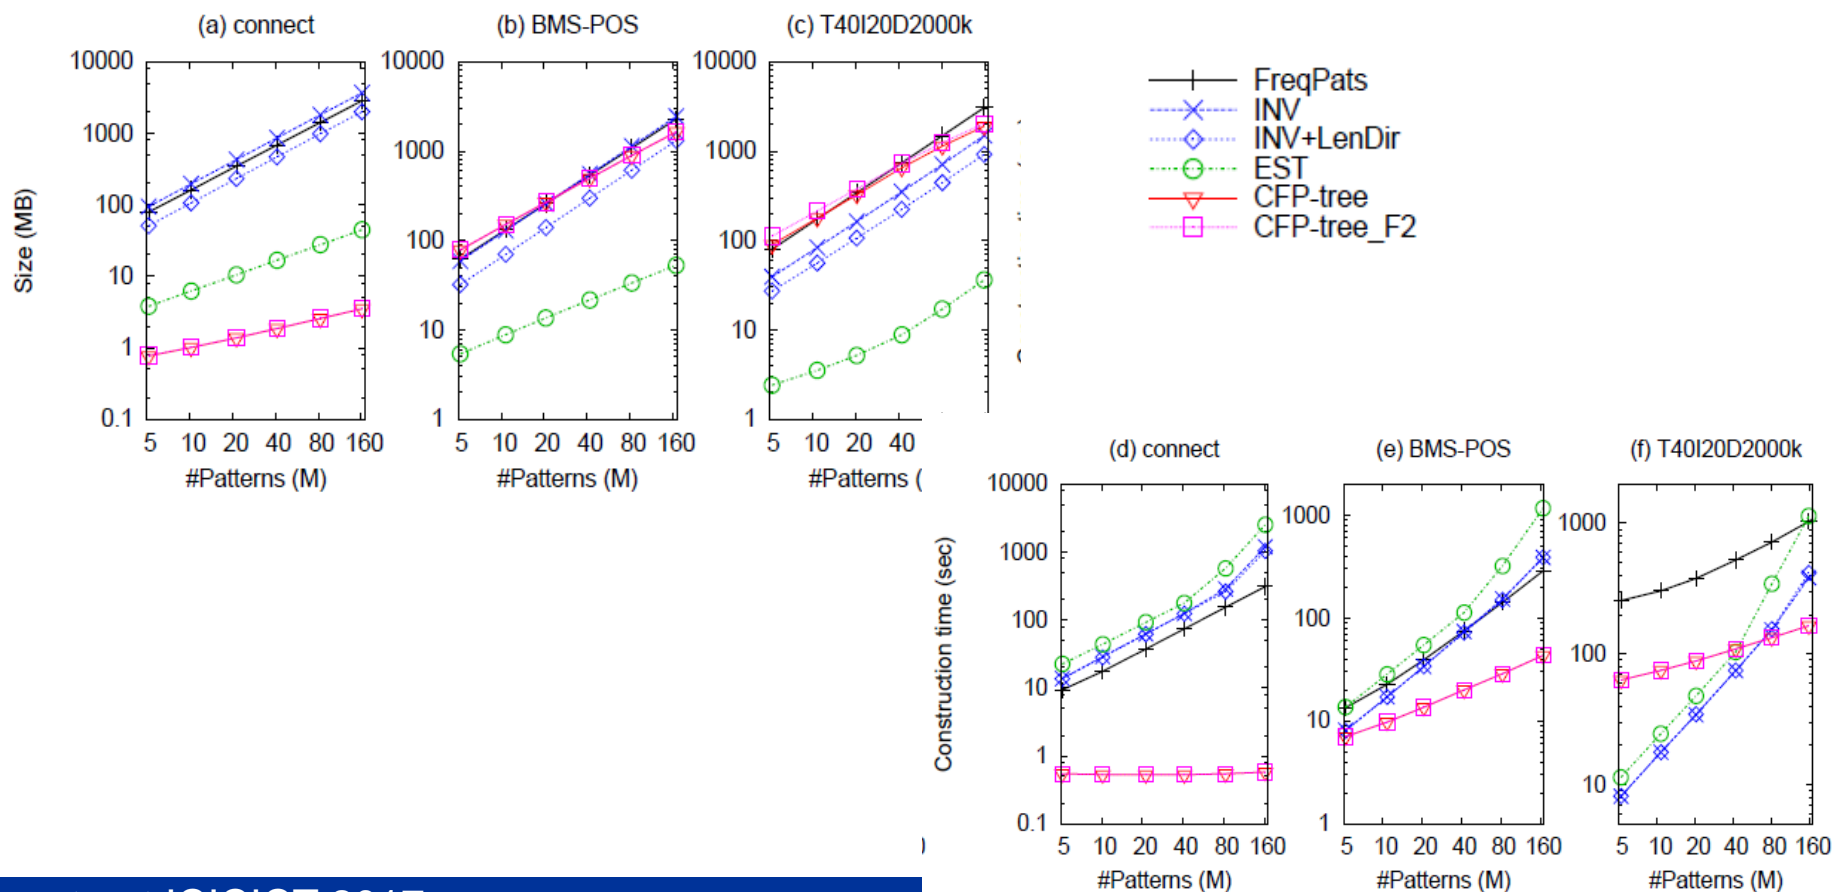 (a) connect
(b) BMS-POS
(c) T40I20D2000k
Size (MB)
10000
1000
100
10
1
0.1
5 10 20 40 80 160
#Patterns (M)
10000
1000
100
10
1
5 10 20 40 80 160
#Patterns (M)
10000
1000
100
10
1
5 10 20 40
#Patterns (
FreqPats
INV
INV+LenDir
EST
CFP-tree
CFP-tree_F2
(d) connect
(e) BMS-POS
(f) T40I20D2000k
Construction time (sec)
10000
1000
100
10
1
0.1
5 10 20 40 80 160
#Patterns (M)
1000
100
10
1
5 10 20 40 80 160
#Patterns (M)
1000
100
10
5 10 20 40 80 160
#Patterns (M)